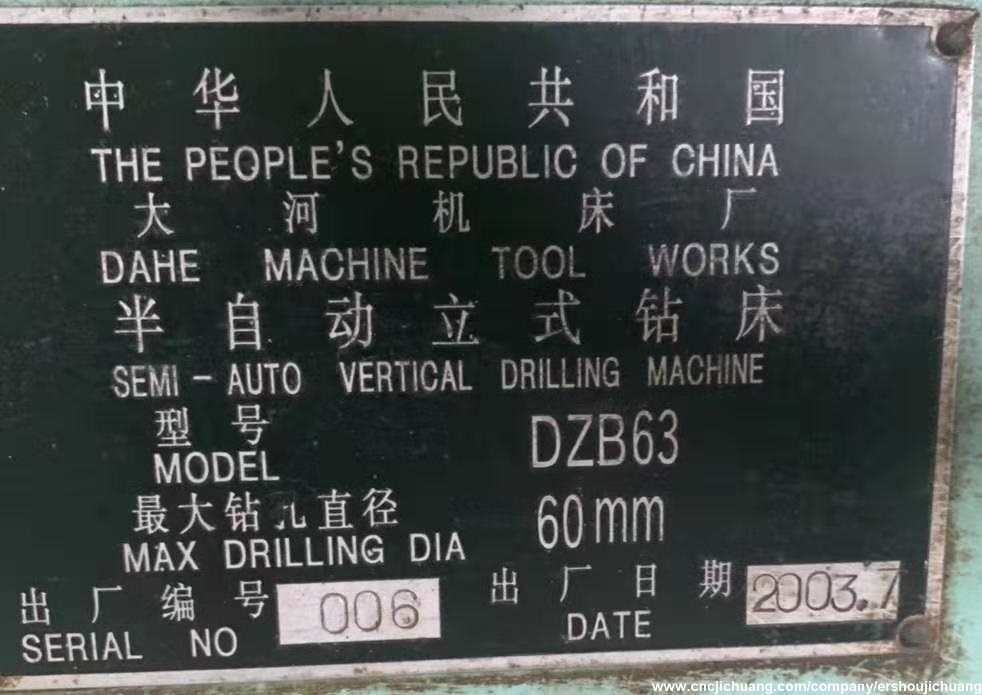 中华人民共和国
THE PEOPLE'S REPUBLIC OF CHINA
大河机床厂
DAHE MACHINE TOOL WORKS
半自动立式钻床
SEMI-AUTO VERTICAL DRILLING MACHINE
型号 DZB63
MODEL
最大钻孔直径 60mm
MAX DRILLING DIA
出厂编号 006 出厂日期 2003.7
SERIAL NO DATE
www.cncjichuang.com/company/ershoujichuang